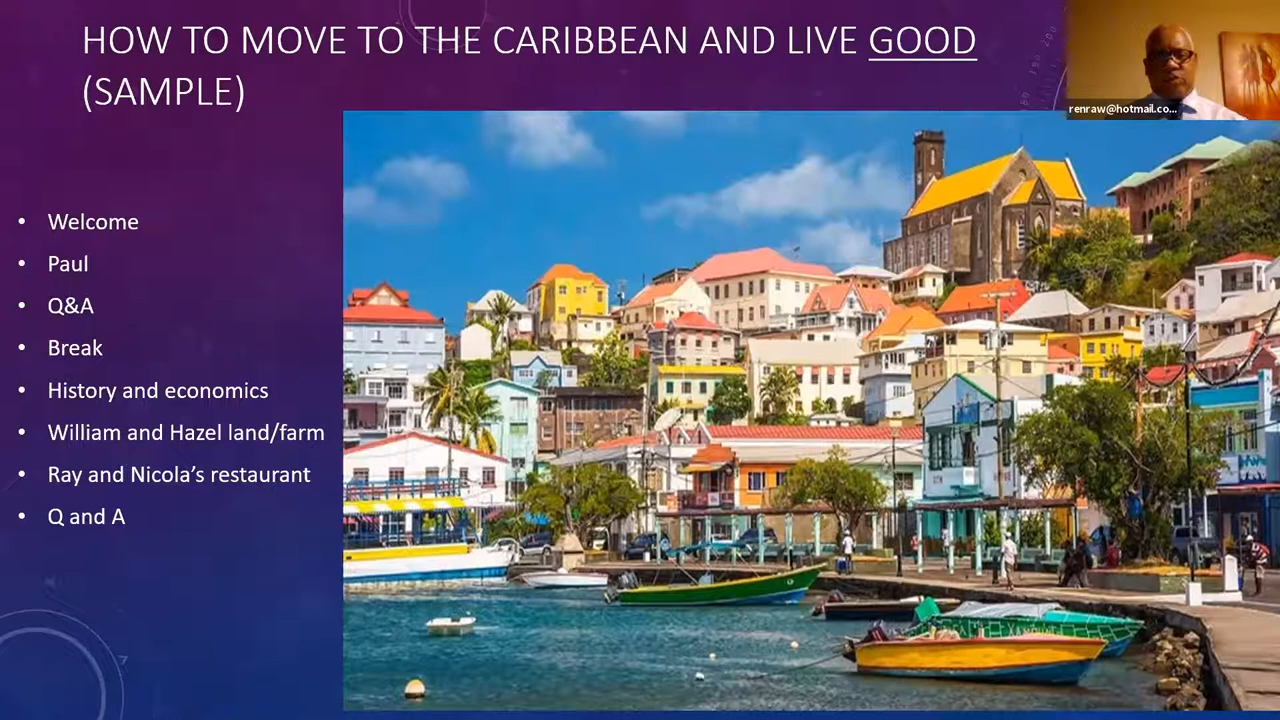 HOW TO MOVE TO THE CARIBBEAN AND LIVE GOOD
(SAMPLE)
renraw@hotmail.co...
• Welcome
• Paul
• Q&A
• Break
• History and economics
• William and Hazel land/farm
• Ray and Nicola’s restaurant
• Q and A